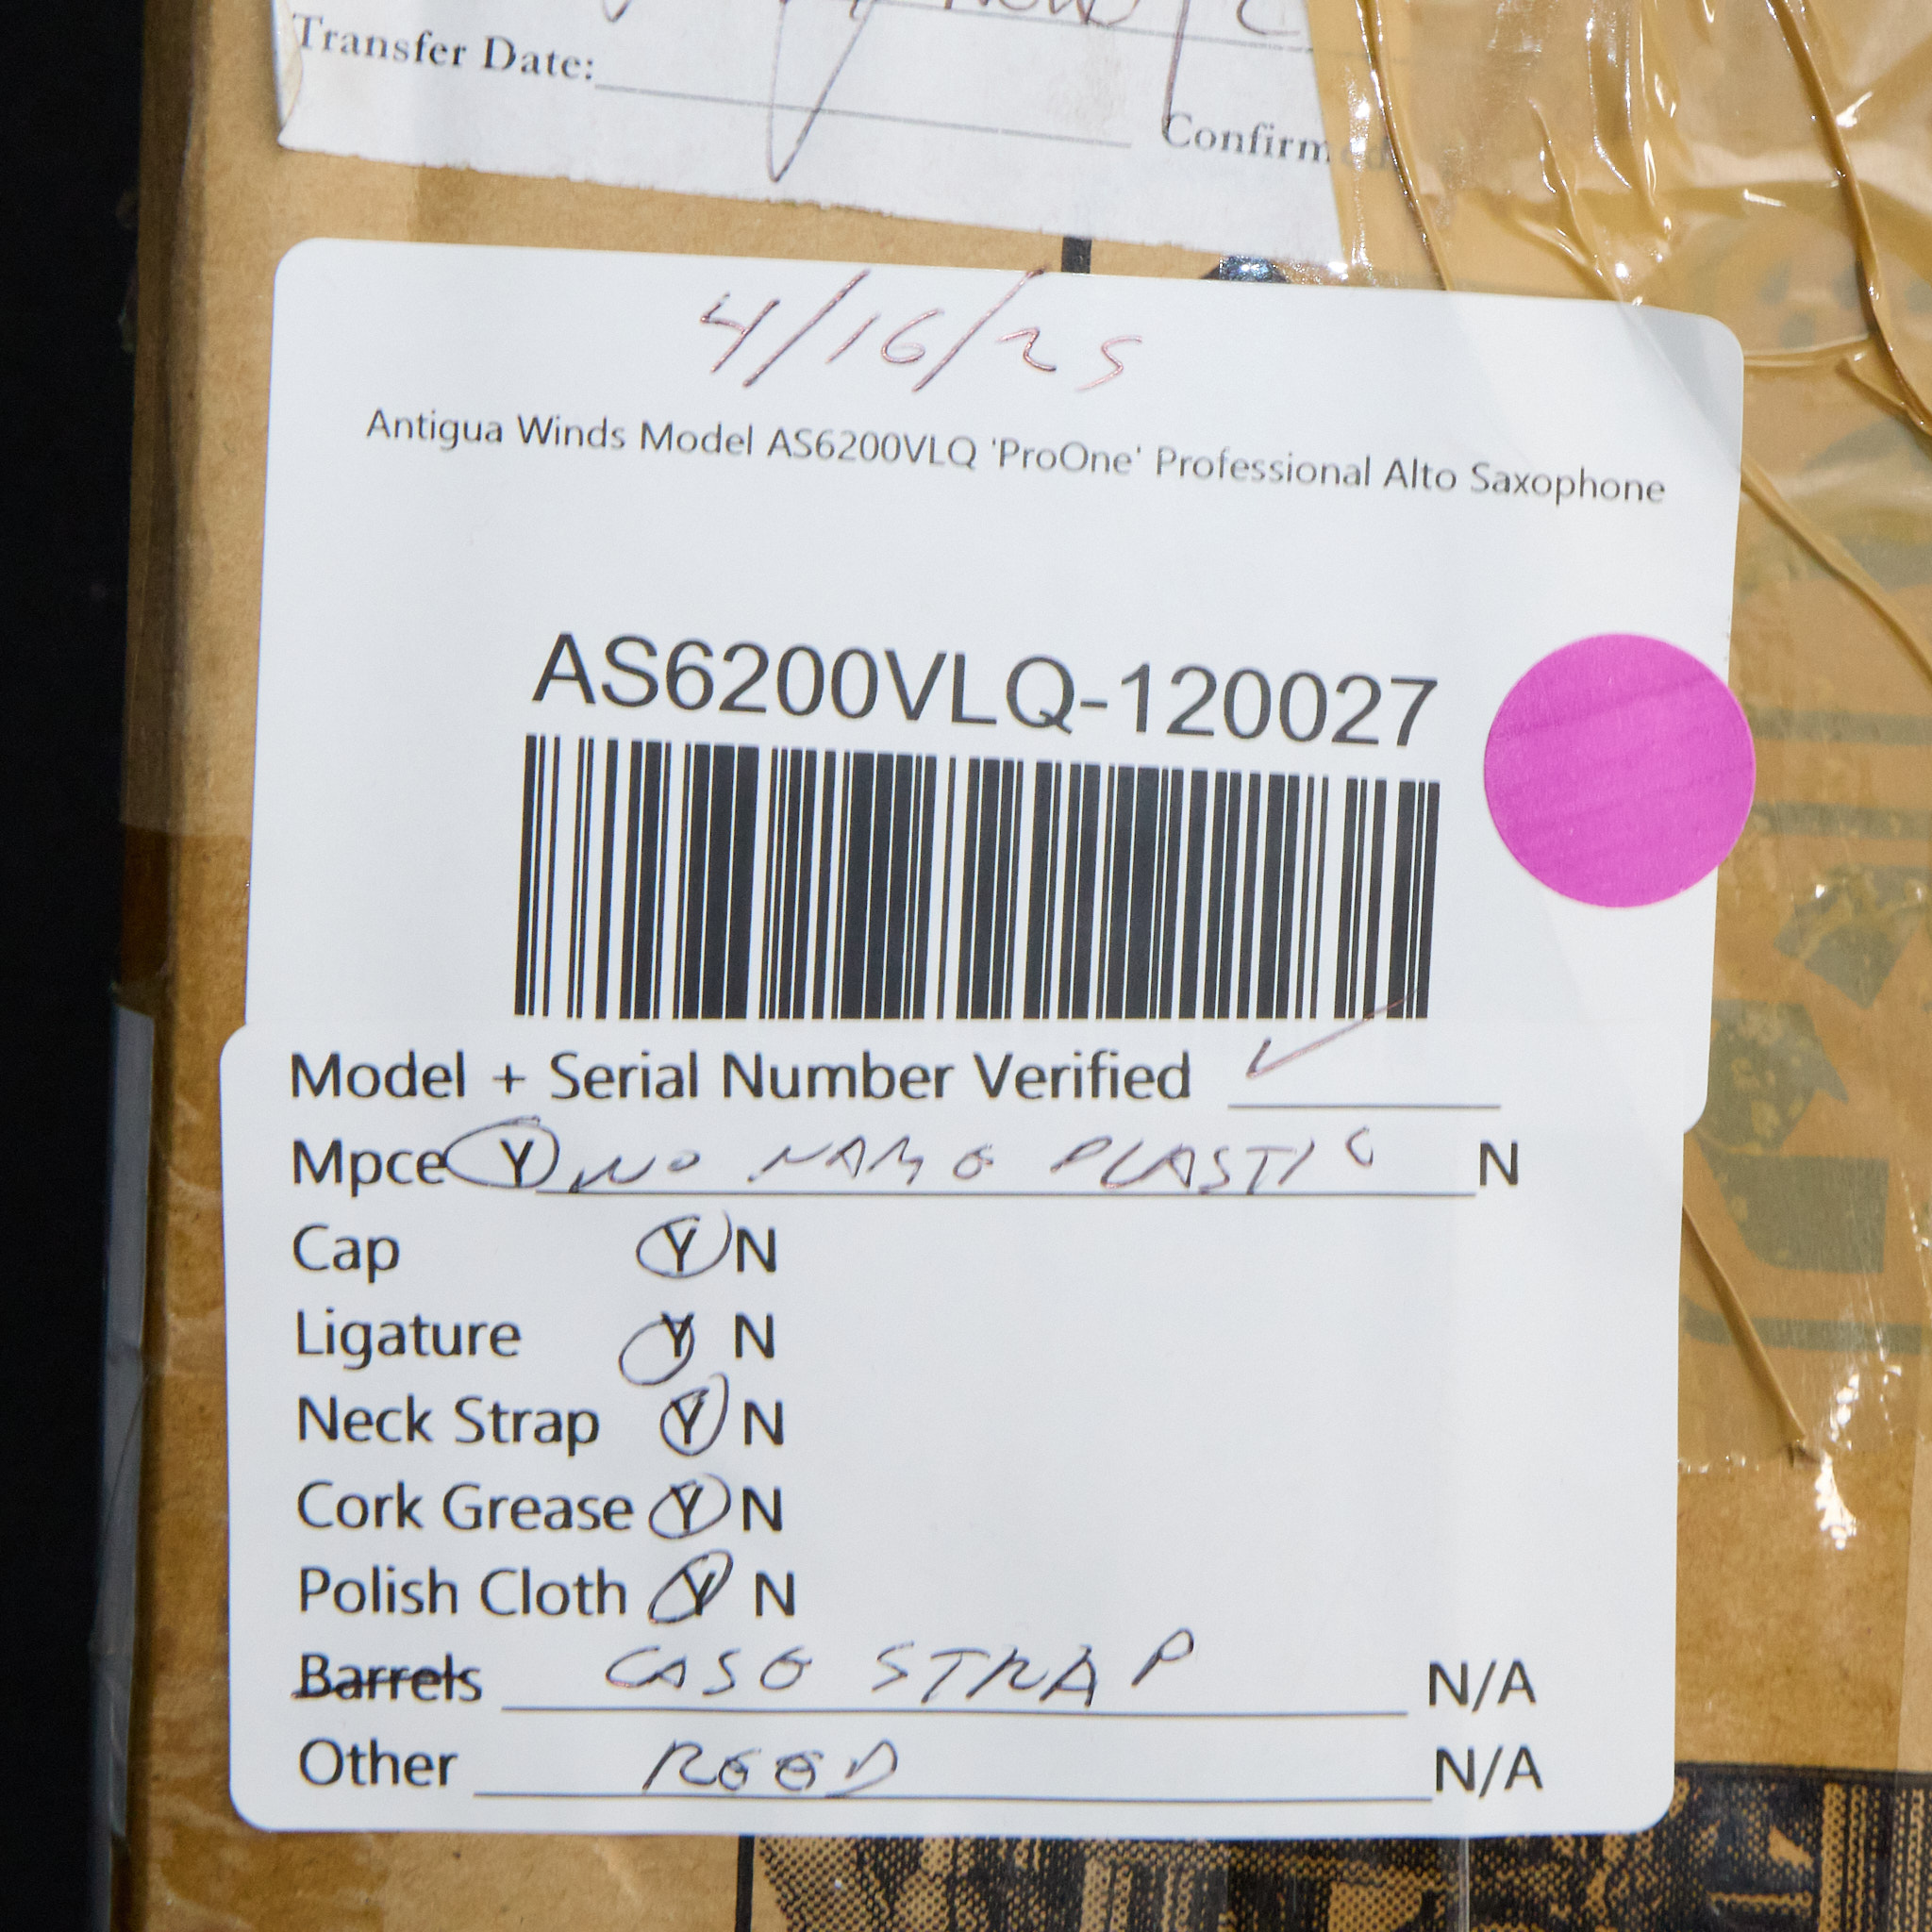 Transfer Date: Confirmed
4/16/25
Antigua Winds Model AS6200VLQ 'ProOne' Professional Alto Saxophone
AS6200VLQ-120027
Model + Serial Number Verified ✓
Mpce Y NO NAME PLASTIC N
Cap Y N
Ligature Y N
Neck Strap Y N
Cork Grease Y N
Polish Cloth Y N
Barrels CASE STRAP N/A
Other REED N/A